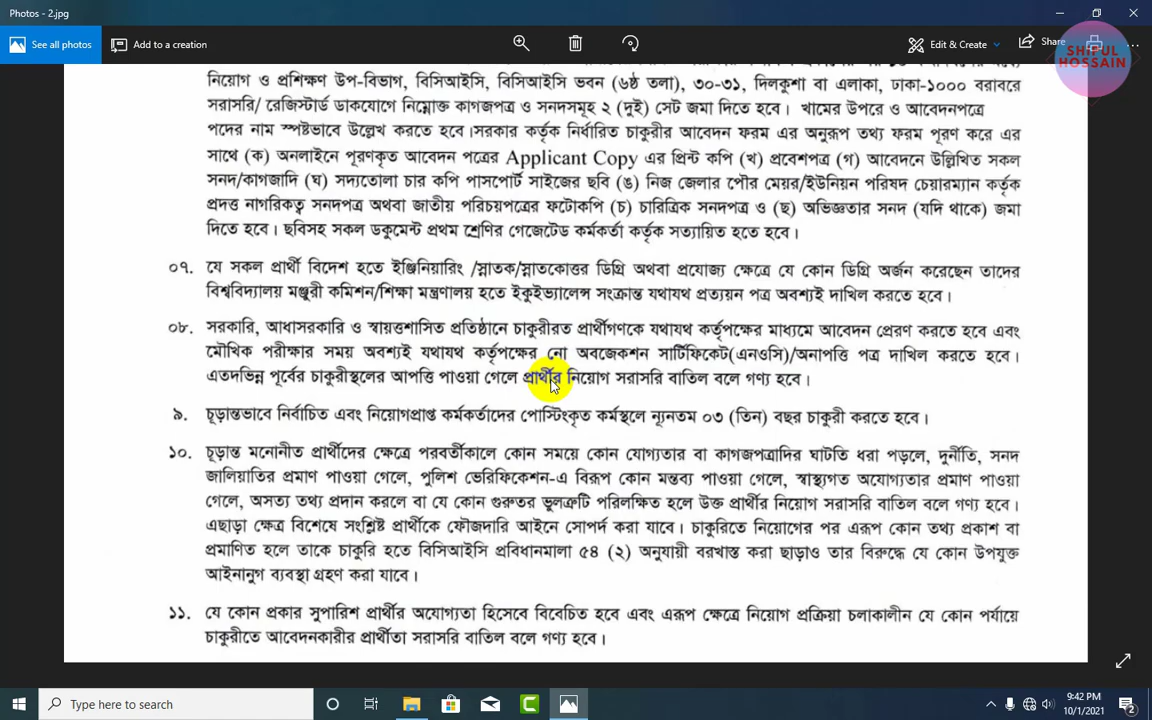 Photos - 2.jpg
See all photos
Add to a creation
Edit & Create
Share
SHIFUL
HOSSAIN
নিয়োগ ও প্রশিক্ষণ উপ-বিভাগ, বিসিআইসি, বিসিআইসি ভবন (৬ষ্ঠ তলা), ৩০-৩১, দিলকুশা বা এলাকা, ঢাকা-১০০০ বরাবরে
সরাসরি/ রেজিস্টার্ড ডাকযোগে নিম্নোক্ত কাগজপত্র ও সনদসমূহ ২ (দুই) সেট জমা দিতে হবে। খামের উপরে ও আবেদনপত্রে
পদের নাম স্পষ্টভাবে উল্লেখ করতে হবে।সরকার কর্তৃক নির্ধারিত চাকুরীর আবেদন ফরম এর অনুরূপ তথ্য ফরম পূরণ করে এর
সাথে (ক) অনলাইনে পূরণকৃত আবেদন পত্রের Applicant Copy এর প্রিন্ট কপি (খ) প্রবেশপত্র (গ) আবেদনে উল্লিখিত সকল
সনদ/কাগজাদি (ঘ) সদ্যতোলা চার কপি পাসপোর্ট সাইজের ছবি (ঙ) নিজ জেলার পৌর মেয়র/ইউনিয়ন পরিষদ চেয়ারম্যান কর্তৃক
প্রদত্ত নাগরিকত্ব সনদপত্র অথবা জাতীয় পরিচয়পত্রের ফটোকপি (চ) চারিত্রিক সনদপত্র ও (ছ) অভিজ্ঞতার সনদ (যদি থাকে) জমা
দিতে হবে। ছবিসহ সকল ডকুমেন্ট প্রথম শ্রেণির গেজেটেড কর্মকর্তা কর্তৃক সত্যায়িত হতে হবে।
০৭. যে সকল প্রার্থী বিদেশ হতে ইঞ্জিনিয়ারিং /স্নাতক/স্নাতকোত্তর ডিগ্রি অথবা প্রযোজ্য ক্ষেত্রে যে কোন ডিগ্রি অর্জন করেছেন তাদের
বিশ্ববিদ্যালয় মঞ্জুরী কমিশন/শিক্ষা মন্ত্রণালয় হতে ইকুইভ্যালেন্স সংক্রান্ত যথাযথ প্রত্যয়ন পত্র অবশ্যই দাখিল করতে হবে।
০৮. সরকারি, আধাসরকারি ও স্বায়ত্তশাসিত প্রতিষ্ঠানে চাকুরীরত প্রার্থীগণকে যথাযথ কর্তৃপক্ষের মাধ্যমে আবেদন প্রেরণ করতে হবে এবং
মৌখিক পরীক্ষার সময় অবশ্যই যথাযথ কর্তৃপক্ষের নো অবজেকশন সার্টিফিকেট(এনওসি)/অনাপত্তি পত্র দাখিল করতে হবে।
এতদভিন্ন পূর্বের চাকুরীস্থলের আপত্তি পাওয়া গেলে প্রার্থীর নিয়োগ সরাসরি বাতিল বলে গণ্য হবে।
৯. চূড়ান্তভাবে নির্বাচিত এবং নিয়োগপ্রাপ্ত কর্মকর্তাদের পোস্টিংকৃত কর্মস্থলে ন্যূনতম ০৩ (তিন) বছর চাকুরী করতে হবে।
১০. চূড়ান্ত মনোনীত প্রার্থীদের ক্ষেত্রে পরবর্তীকালে কোন সময়ে কোন যোগ্যতার বা কাগজপত্রাদির ঘাটতি ধরা পড়লে, দুর্নীতি, সনদ
জালিয়াতির প্রমাণ পাওয়া গেলে, পুলিশ ভেরিফিকেশন-এ বিরূপ কোন মন্তব্য পাওয়া গেলে, স্বাস্থ্যগত অযোগ্যতার প্রমাণ পাওয়া
গেলে, অসত্য তথ্য প্রদান করলে বা যে কোন গুরুতর ভুলত্রুটি পরিলক্ষিত হলে উক্ত প্রার্থীর নিয়োগ সরাসরি বাতিল বলে গণ্য হবে।
এছাড়া ক্ষেত্র বিশেষে সংশ্লিষ্ট প্রার্থীকে ফৌজদারি আইনে সোপর্দ করা যাবে। চাকুরিতে নিয়োগের পর এরূপ কোন তথ্য প্রকাশ বা
প্রমাণিত হলে তাকে চাকুরি হতে বিসিআইসি প্রবিধানমালা ৫৪ (২) অনুযায়ী বরখাস্ত করা ছাড়াও তার বিরুদ্ধে যে কোন উপযুক্ত
আইনানুগ ব্যবস্থা গ্রহণ করা যাবে।
১১. যে কোন প্রকার সুপারিশ প্রার্থীর অযোগ্যতা হিসেবে বিবেচিত হবে এবং এরূপ ক্ষেত্রে নিয়োগ প্রক্রিয়া চলাকালীন যে কোন পর্যায়ে
চাকুরীতে আবেদনকারীর প্রার্থীতা সরাসরি বাতিল বলে গণ্য হবে।
Type here to search
9:42 PM
10/1/2021
2